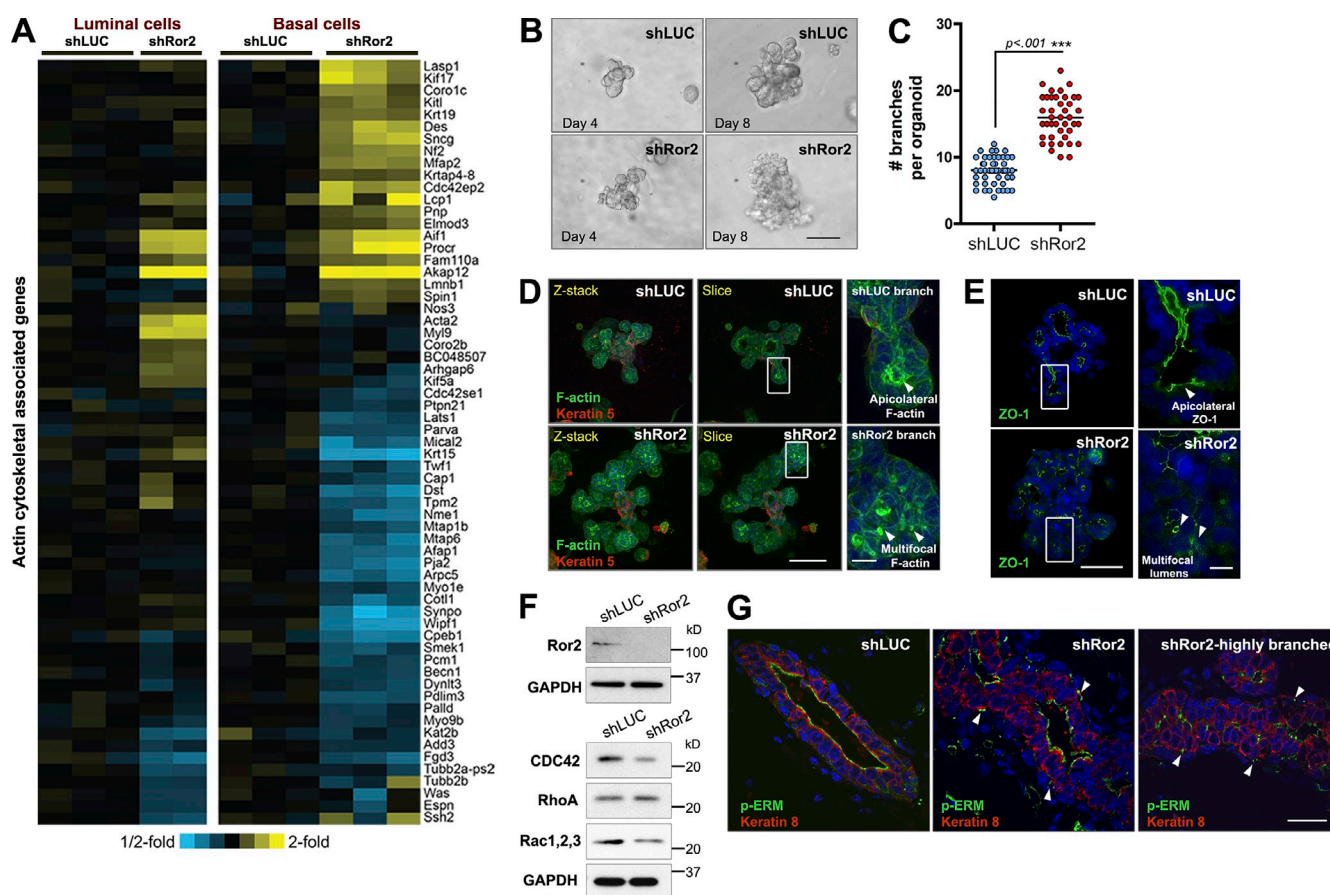 A
Luminal cells
Basal cells
shLUC
shRor2
shLUC
shRor2
Actin cytoskeletal associated genes
Lasp1
Kif17
Coro1c
Kitl
Krt19
Des
Sncg
Nf2
Mfap2
Krtap4-8
Cdc42ep2
Lcp1
Pnp
Elmod3
Aif1
Procr
Fam110a
Akap12
Lmnb1
Spin1
Nos3
Acta2
Myl9
Coro2b
BC048507
Arhgap6
Kif5a
Cdc42se1
Ptpn21
Lats1
Parva
Mical2
Krt15
Twf1
Cap1
Dst
Tpm2
Nme1
Mtap1b
Mtap6
Afap1
Pja2
Arpc5
Myo1e
Cotl1
Synpo
Wipf1
Cpeb1
Smek1
Pcm1
Becn1
Dynlt3
Pdlim3
Palld
Myo9b
Kat2b
Add3
Fgd3
Tubb2a-ps2
Tubb2b
Was
Espn
Ssh2
1/2-fold
2-fold
B
shLUC
Day 4
shLUC
Day 8
shRor2
Day 4
shRor2
Day 8
C
p<.001 ***
# branches
per organoid
30
20
10
0
shLUC
shRor2
D
Z-stack
shLUC
F-actin
Keratin 5
Slice
shLUC branch
Apicolateral
F-actin
Z-stack
shRor2
F-actin
Keratin 5
Slice
shRor2 branch
Multifocal
F-actin
E
shLUC
ZO-1
shLUC
Apicolateral
ZO-1
shRor2
ZO-1
shRor2
Multifocal
lumens
F
shLUC
shRor2
kD
Ror2
100
37
GAPDH
shLUC
shRor2
kD
CDC42
20
RhoA
20
Rac1,2,3
20
37
GAPDH
G
shLUC
p-ERM
Keratin 8
shRor2
p-ERM
Keratin 8
shRor2-highly branched
p-ERM
Keratin 8